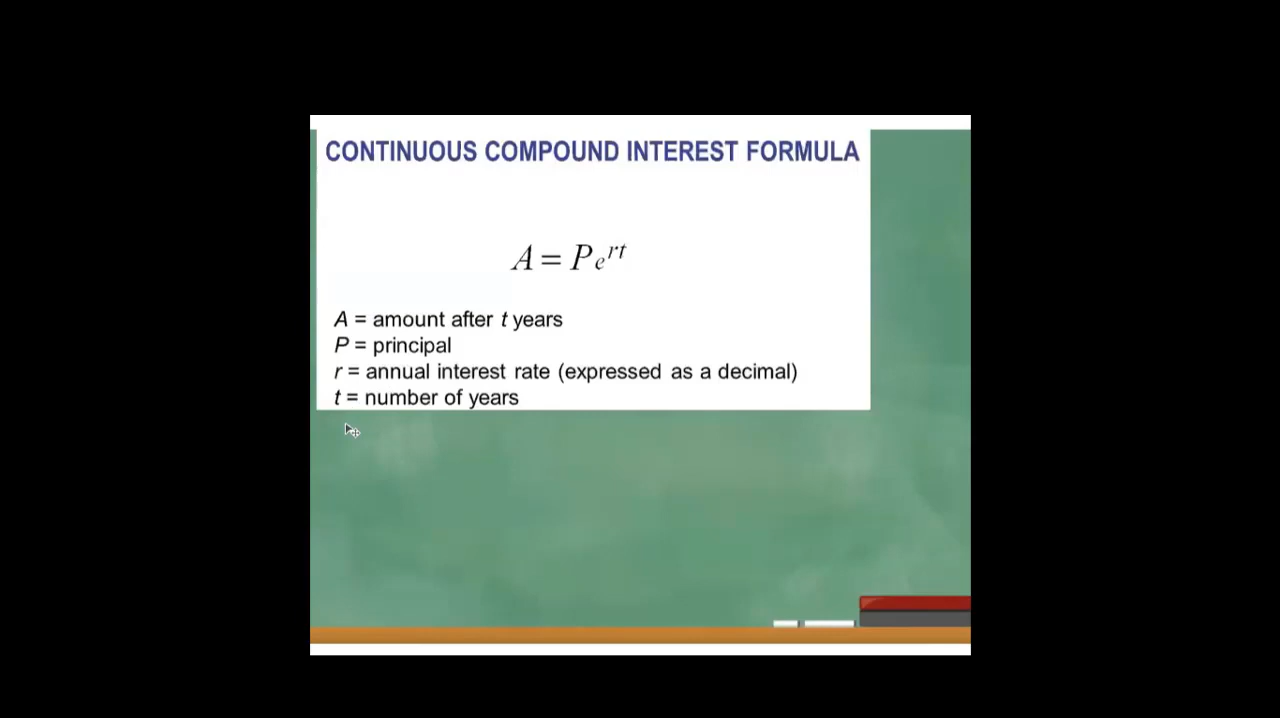 CONTINUOUS COMPOUND INTEREST FORMULA
A = Pe^{rt}
A = amount after t years
P = principal
r = annual interest rate (expressed as a decimal)
t = number of years